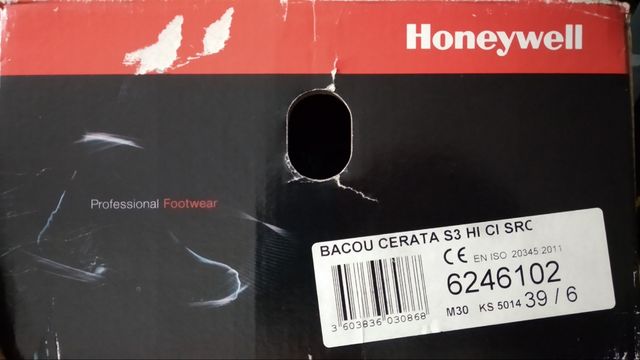 Honeywell
Professional Footwear
BACOU CERATA S3 HI CI SRC
CE EN ISO 20345:2011
6246102
M30 KS 5014 39 / 6
3 603836 030868